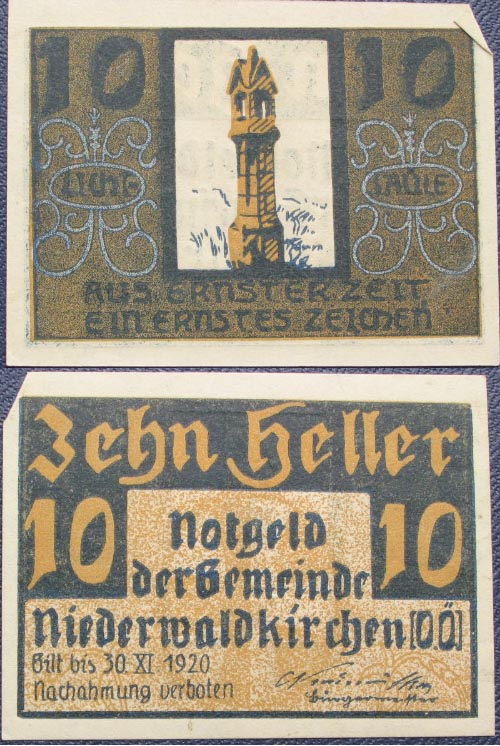 10 10
LICHT- SÄULE
AUS ERNSTER ZEIT
EIN ERNSTES ZEICHEN
Zehn Heller
10 10
Notgeld
der Gemeinde
Niederwaldkirchen [OÖ]
Gilt bis 30 XI 1920
Nachahmung verboten
Bürgermeister